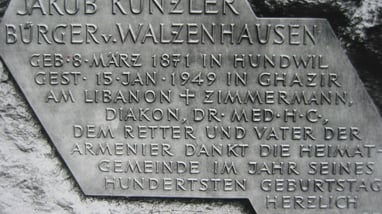 JAKOB KÜNZLER
BÜRGER v. WALZENHAUSEN
GEB · 8 · MÄRZ 1871 IN HUNDWIL
GEST · 15 · JAN · 1949 IN GHAZIR
AM LIBANON + ZIMMERMANN,
DIAKON, DR · MED · H · C ·,
DEM RETTER UND VATER DER
ARMENIER DANKT DIE HEIMAT-
GEMEINDE IM JAHR SEINES
HUNDERTSTEN GEBURTSTAG
HERZLICH